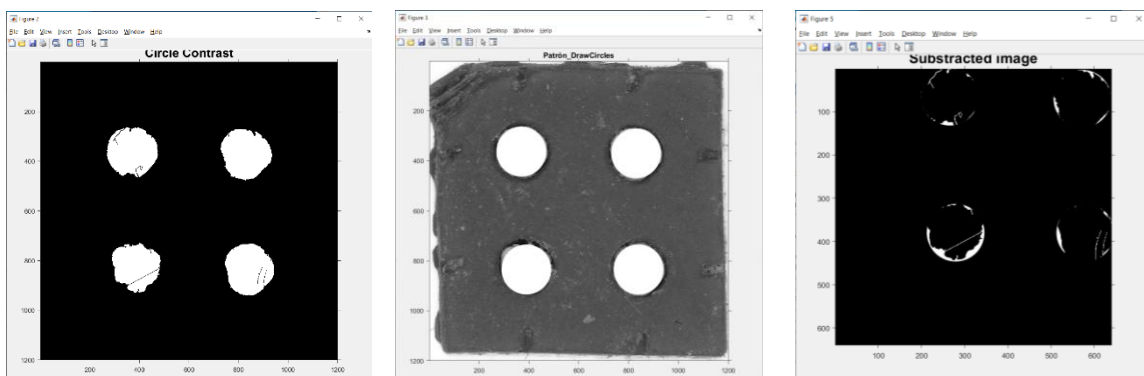 Figure 2
File Edit View Insert Tools Desktop Window Help
Circle Contrast
200
400
600
800
1000
1200
200 400 600 800 1000 1200
Figure 3
File Edit View Insert Tools Desktop Window Help
Patrón_DrawCircles
200
400
600
800
1000
1200
200 400 600 800 1000 1200
Figure 5
File Edit View Insert Tools Desktop Window Help
Substracted image
100
200
300
400
500
600
100 200 300 400 500 600